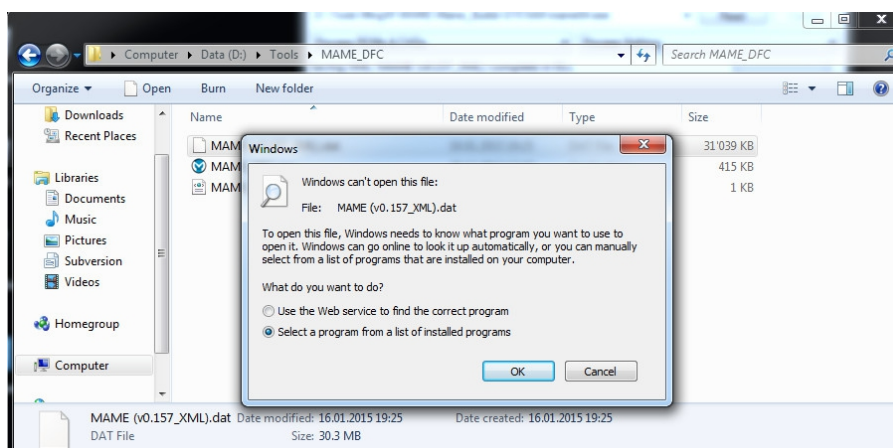 Computer Data (D:) Tools MAME_DFC Search MAME_DFC
Organize Open Burn New folder
Downloads
Recent Places
Libraries
Documents
Music
Pictures
Subversion
Videos
Homegroup
Computer
Name Date modified Type Size
MAM 31'039 KB
MAM 415 KB
MAM 1 KB
Windows
Windows can't open this file:
File: MAME (v0.157_XML).dat
To open this file, Windows needs to know what program you want to use to
open it. Windows can go online to look it up automatically, or you can manually
select from a list of programs that are installed on your computer.
What do you want to do?
Use the Web service to find the correct program
Select a program from a list of installed programs
OK Cancel
MAME (v0.157_XML).dat Date modified: 16.01.2015 19:25 Date created: 16.01.2015 19:25
DAT File Size: 30.3 MB